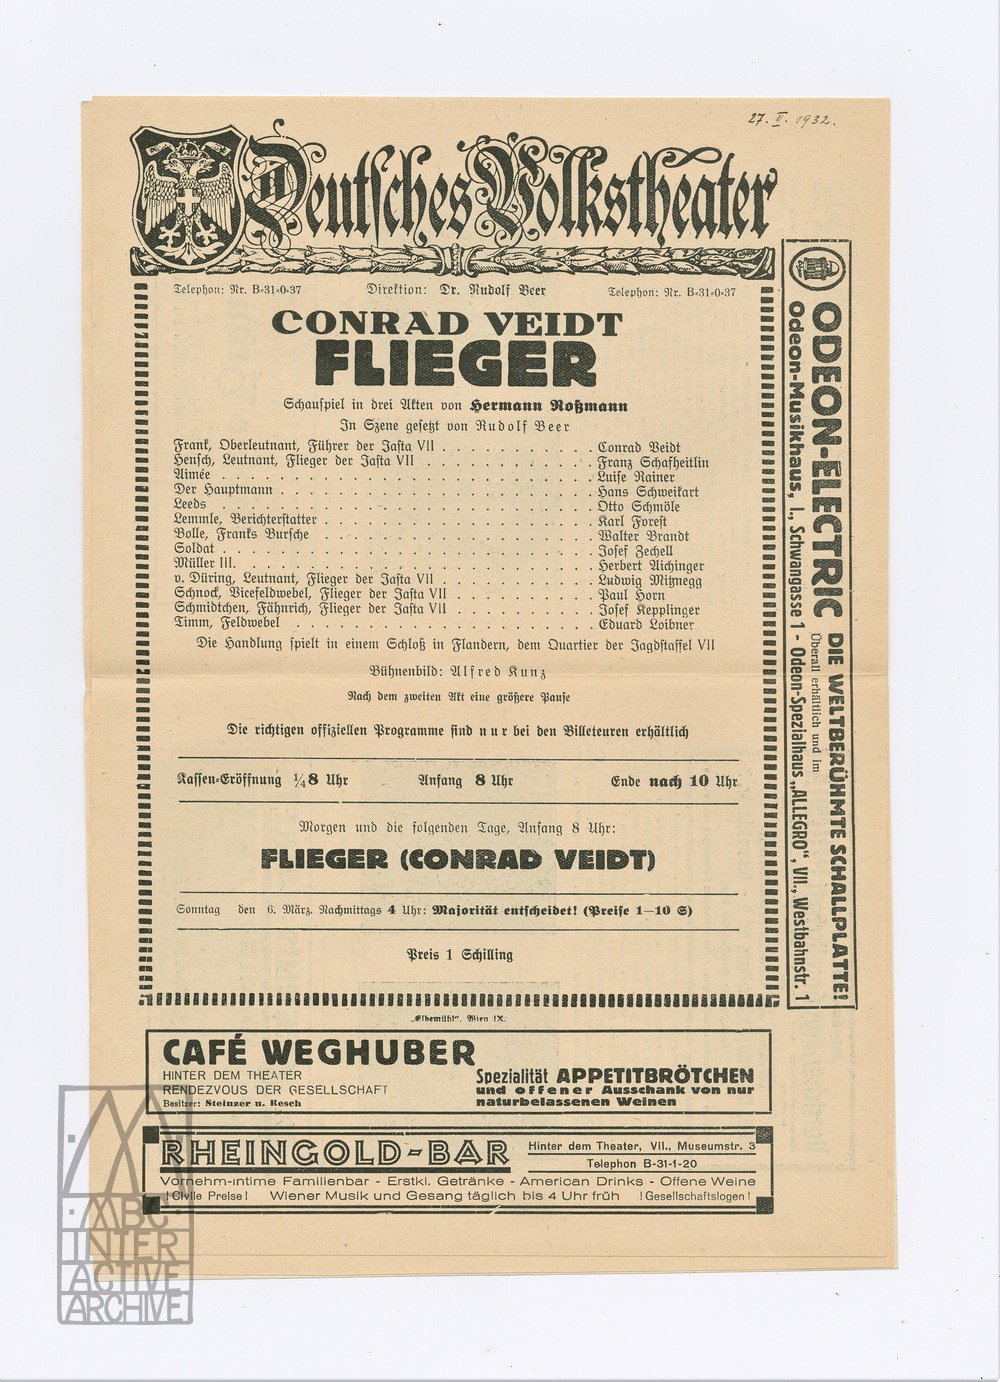 27. II. 1932.
Deutsches Volkstheater
Telephon: Nr. B-31-0-37 Direktion: Dr. Rudolf Beer Telephon: Nr. B-31-0-37
CONRAD VEIDT
FLIEGER
Schauspiel in drei Akten von Hermann Roßmann
In Szene gesetzt von Rudolf Beer
Frank, Oberleutnant, Führer der Jasta VII . . . . . . . . . . . Conrad Veidt
Hensch, Leutnant, Flieger der Jasta VII . . . . . . . . . . . . Franz Schafheitlin
Aimée . . . . . . . . . . . . . . . . . . . . . . . . . Luise Rainer
Der Hauptmann . . . . . . . . . . . . . . . . . . . . . Hans Schweikart
Leeds . . . . . . . . . . . . . . . . . . . . . . . . . Otto Schmöle
Lemmle, Berichterstatter . . . . . . . . . . . . . . . . . . Karl Forest
Bolle, Franks Bursche . . . . . . . . . . . . . . . . . . . Walter Brandt
Soldat . . . . . . . . . . . . . . . . . . . . . . . . . Josef Zechell
Müller III. . . . . . . . . . . . . . . . . . . . . . . . Herbert Aichinger
v. Düring, Leutnant, Flieger der Jasta VII . . . . . . . . . . . Ludwig Mitznegg
Schnock, Vicefeldwebel, Flieger der Jasta VII . . . . . . . . . . Paul Horn
Schmidtchen, Fähnrich, Flieger der Jasta VII . . . . . . . . . . Josef Kepplinger
Timm, Feldwebel . . . . . . . . . . . . . . . . . . . . . Eduard Loibner
Die Handlung spielt in einem Schloß in Flandern, dem Quartier der Jagdstaffel VII
Bühnenbild: Alfred Kunz
Nach dem zweiten Akt eine größere Pause
Die richtigen offiziellen Programme sind nur bei den Billeteuren erhältlich
Kassen-Eröffnung ¼8 Uhr Anfang 8 Uhr Ende nach 10 Uhr
Morgen und die folgenden Tage, Anfang 8 Uhr:
FLIEGER (CONRAD VEIDT)
Sonntag den 6. März. Nachmittags 4 Uhr: Majorität entscheidet! (Preise 1—10 S)
Preis 1 Schilling
„Elbemühl“, Wien IX.
ODEON-ELECTRIC DIE WELTBERÜHMTE SCHALLPLATTE!
Überall erhältlich und im
Odeon-Musikhaus, I., Schwangasse 1 - Odeon-Spezialhaus „ALLEGRO“, VII., Westbahnstr. 1
CAFÉ WEGHUBER
HINTER DEM THEATER
RENDEZVOUS DER GESELLSCHAFT
Besitzer: Steinzer u. Resch
Spezialität APPETITBRÖTCHEN
und offener Ausschank von nur
naturbelassenen Weinen
RHEINGOLD-BAR
Hinter dem Theater, VII., Museumstr. 3
Telephon B-31-1-20
Vornehm-intime Familienbar - Erstkl. Getränke - American Drinks - Offene Weine
! Civile Preise ! Wiener Musik und Gesang täglich bis 4 Uhr früh ! Gesellschaftslogen !
ABC
INTER
ACTIVE
ARCHIVE